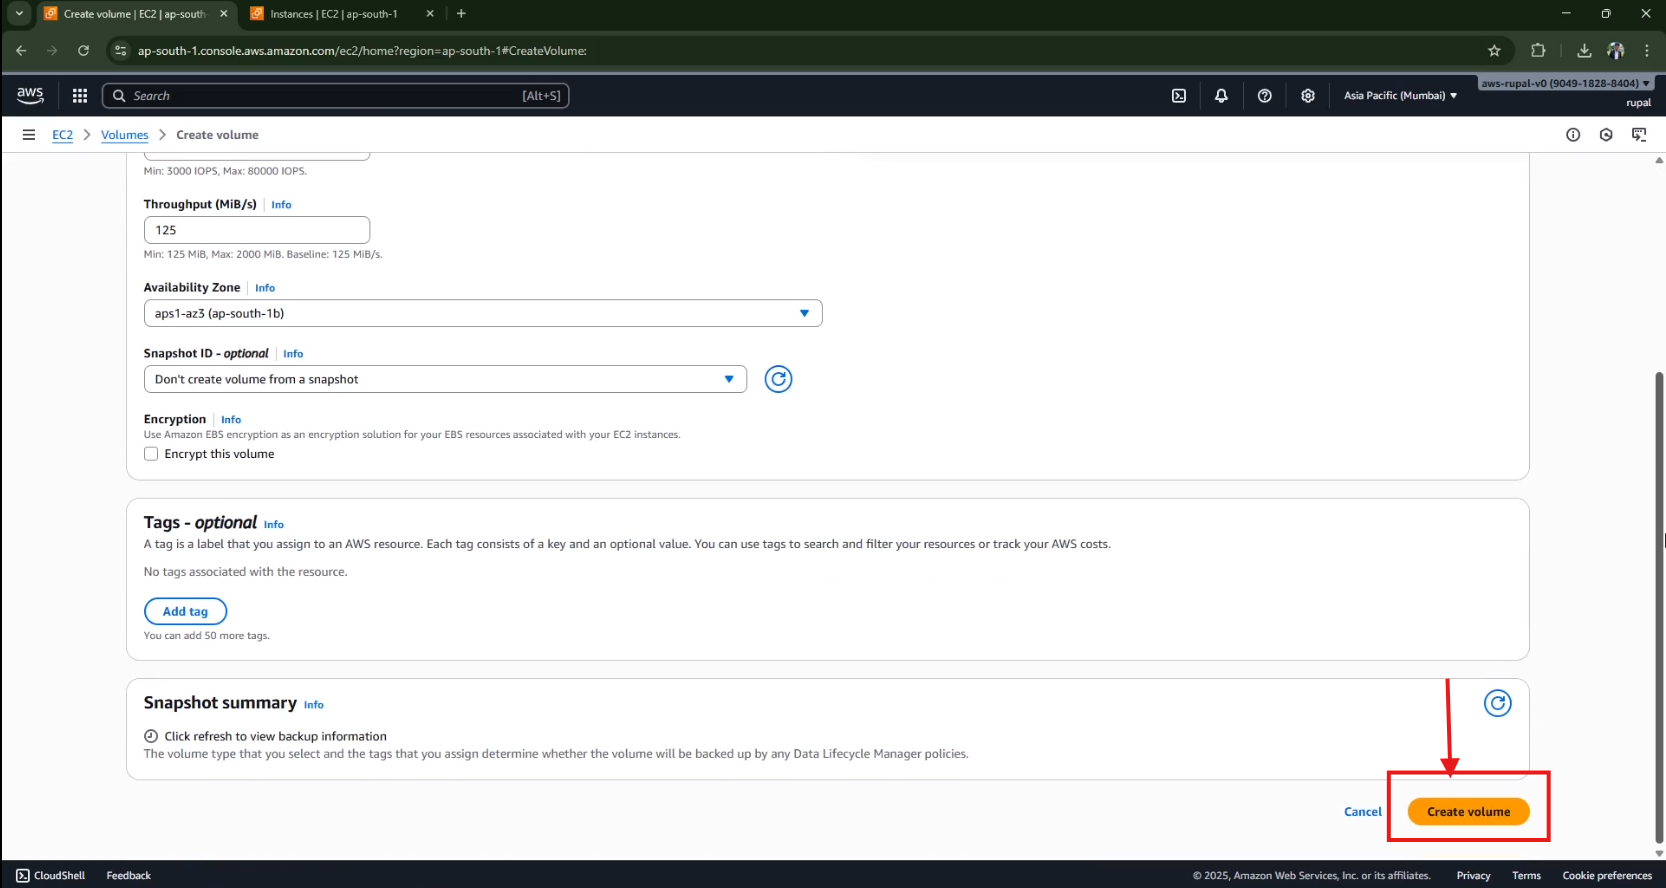 Create volume | EC2 | ap-south-
Instances | EC2 | ap-south-1
ap-south-1.console.aws.amazon.com/ec2/home?region=ap-south-1#CreateVolume:
aws
Search
[Alt+S]
Asia Pacific (Mumbai)
aws-rupal-v0 (9049-1828-8404)
rupal
EC2 > Volumes > Create volume
Min: 3000 IOPS, Max: 80000 IOPS.
Throughput (MiB/s) | Info
125
Min: 125 MiB, Max: 2000 MiB. Baseline: 125 MiB/s.
Availability Zone | Info
aps1-az3 (ap-south-1b)
Snapshot ID - optional | Info
Don't create volume from a snapshot
Encryption | Info
Use Amazon EBS encryption as an encryption solution for your EBS resources associated with your EC2 instances.
Encrypt this volume
Tags - optional Info
A tag is a label that you assign to an AWS resource. Each tag consists of a key and an optional value. You can use tags to search and filter your resources or track your AWS costs.
No tags associated with the resource.
Add tag
You can add 50 more tags.
Snapshot summary Info
Click refresh to view backup information
The volume type that you select and the tags that you assign determine whether the volume will be backed up by any Data Lifecycle Manager policies.
Cancel
Create volume
CloudShell
Feedback
© 2025, Amazon Web Services, Inc. or its affiliates.
Privacy
Terms
Cookie preferences